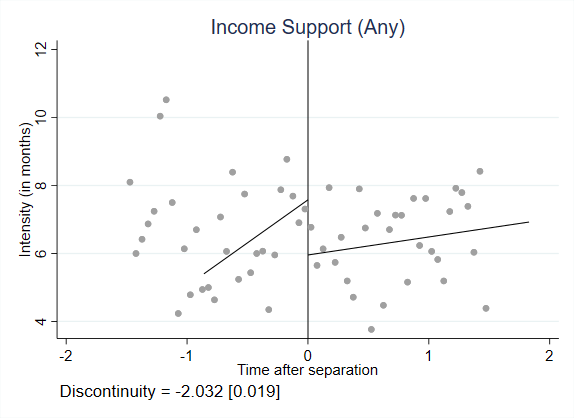 Income Support (Any)
Intensity (in months)
12
10
8
6
4
-2 -1 0 1 2
Time after separation
Discontinuity = -2.032 [0.019]